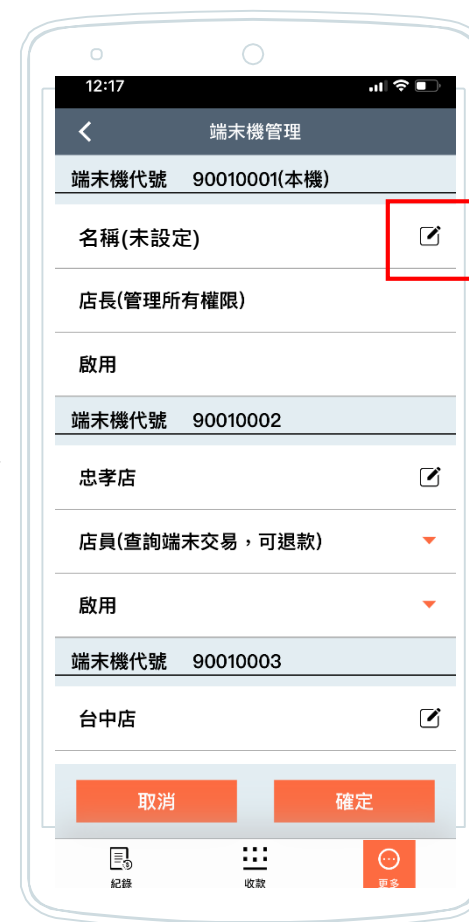 12:17
端末機管理
端末機代號 90010001(本機)
名稱(未設定)
店長(管理所有權限)
啟用
端末機代號 90010002
忠孝店
店員(查詢端末交易，可退款)
啟用
端末機代號 90010003
台中店
取消 確定
紀錄 收款 更多